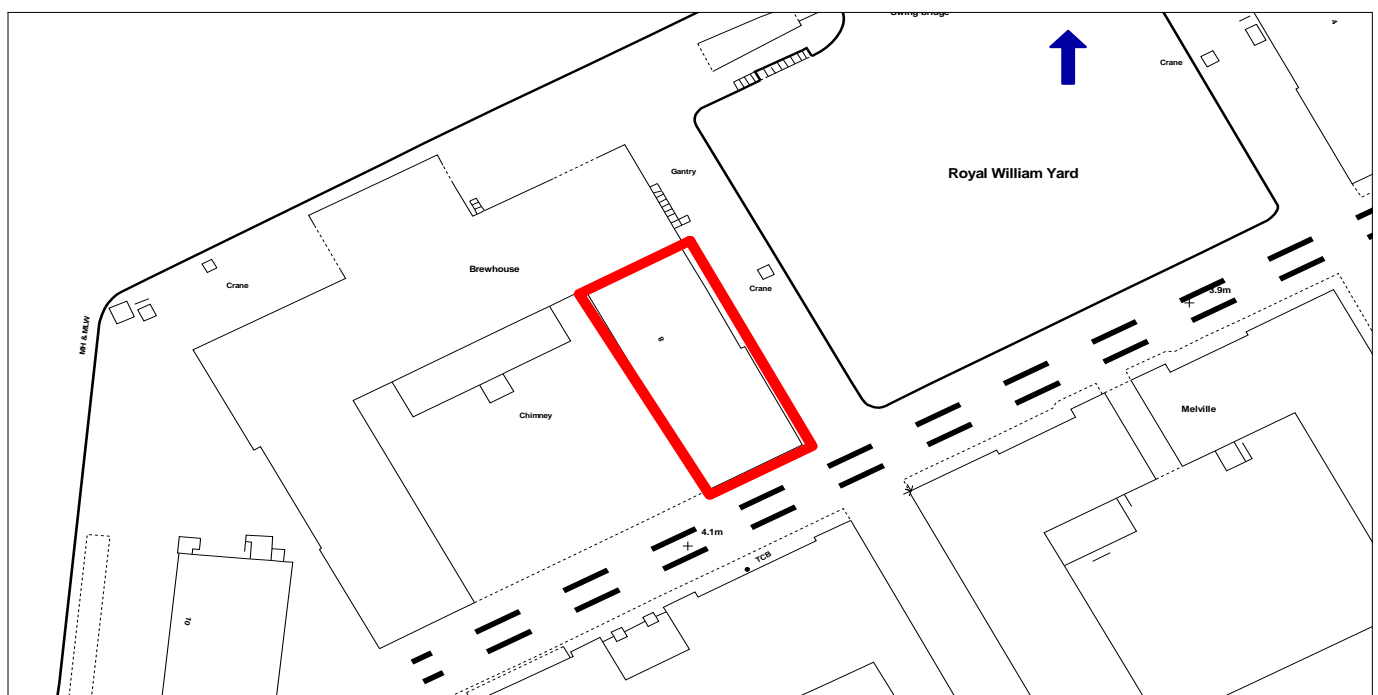 Swing bridge
4
Crane
Royal William Yard
Gantry
Brewhouse
Crane
Crane
3.9m
MH & MLW
8
Chimney
Melville
4.1m
TCB
10